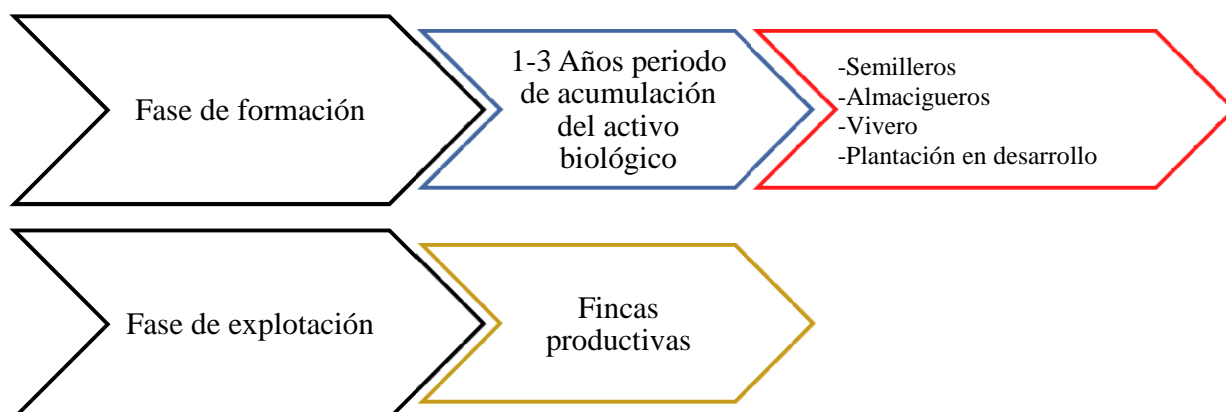 Fase de formación
1-3 Años periodo
de acumulación
del activo
biológico
-Semilleros
-Almacigueros
-Vivero
-Plantación en desarrollo
Fase de explotación
Fincas
productivas